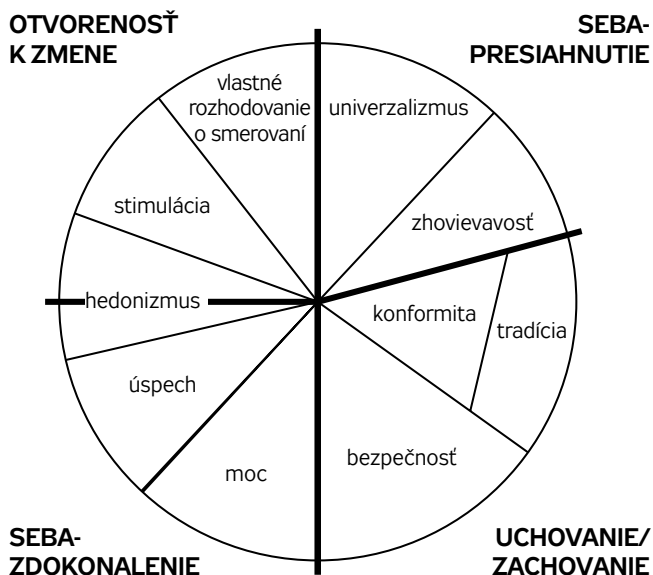 OTVORENOSŤ
K ZMENE
SEBA-
PRESIAHNUTIE
vlastné
rozhodovanie
o smerovaní
univerzalizmus
stimulácia
zhovievavosť
hedonizmus
konformita
tradícia
úspech
bezpečnosť
moc
SEBA-
ZDOKONALENIE
UCHOVANIE/
ZACHOVANIE